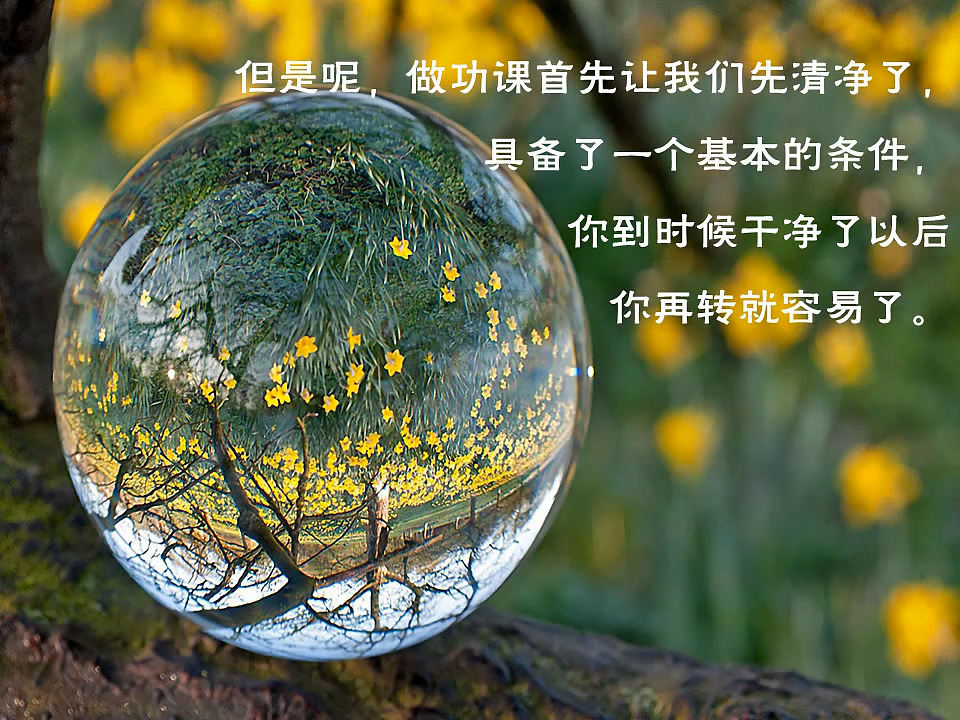 但是呢，做功课首先让我们先清净了，
具备了一个基本的条件，
你到时候干净了以后
你再转就容易了。